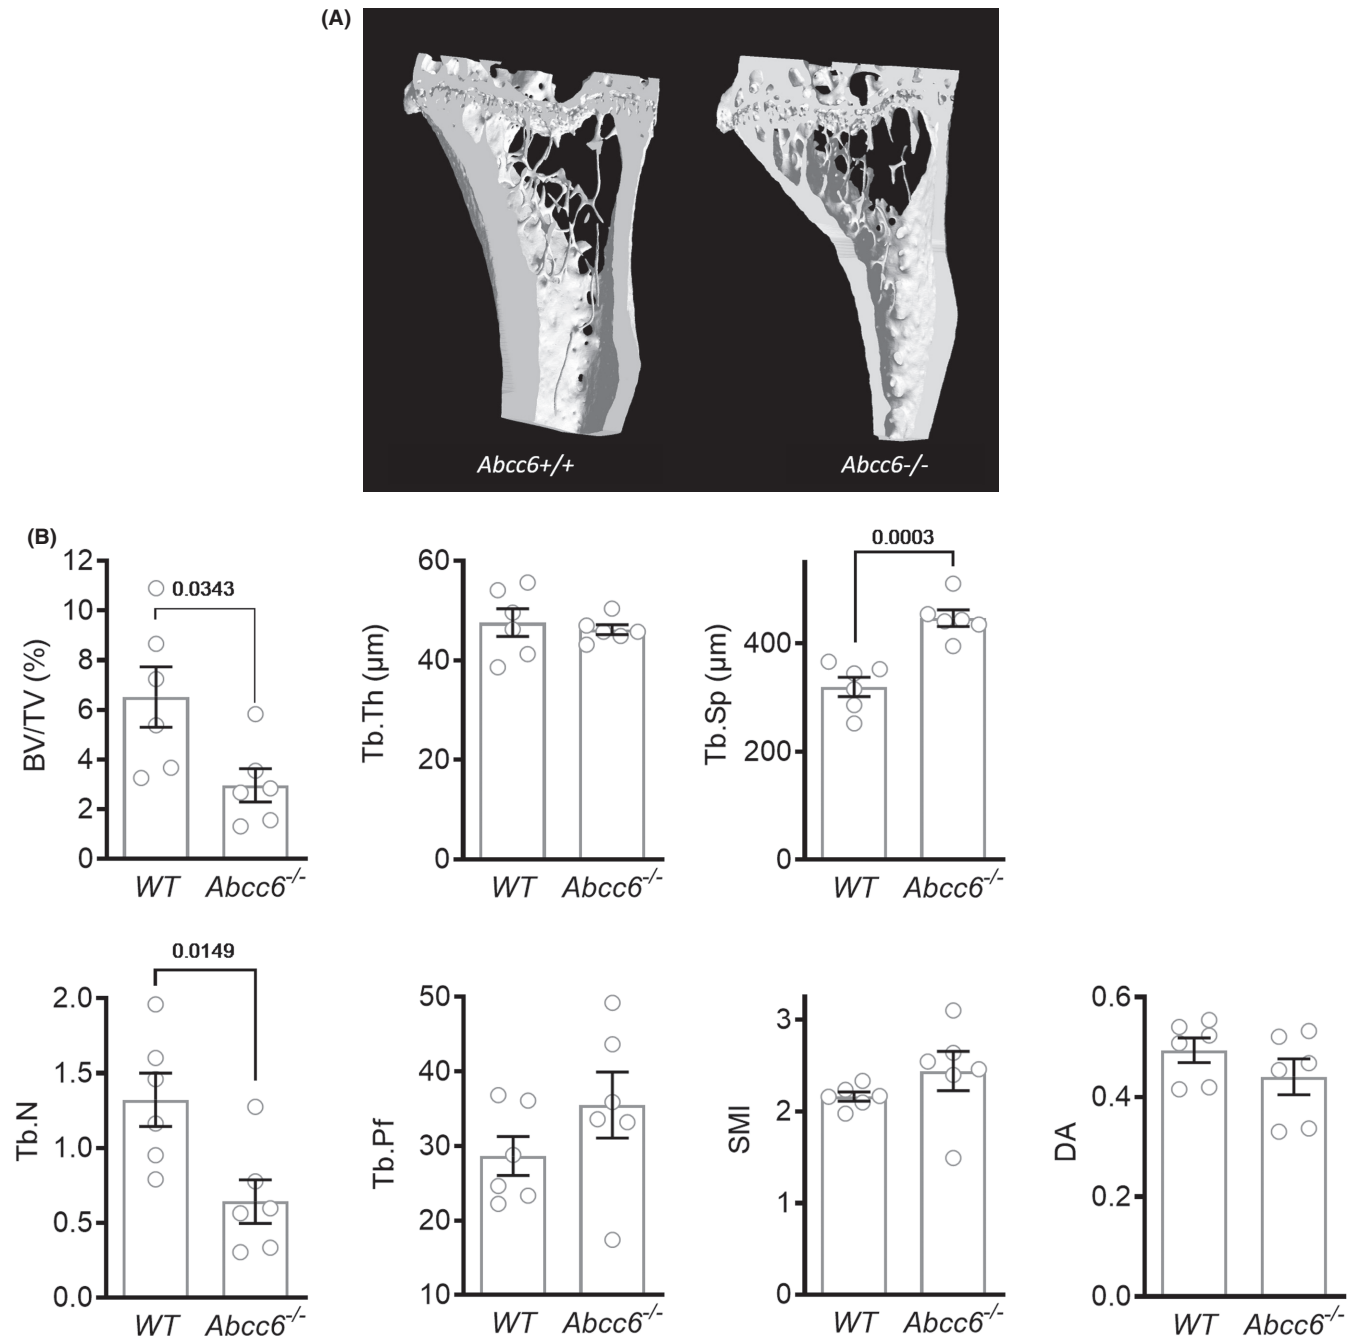 (A)
Abcc6+/+ Abcc6-/-
(B)
BV/TV (%)
12
10
8
6
4
2
0
0.0343
WT Abcc6-/-
Tb.Th (μm)
60
40
20
0
WT Abcc6-/-
Tb.Sp (μm)
400
200
0
0.0003
WT Abcc6-/-
Tb.N
2.0
1.5
1.0
0.5
0.0
0.0149
WT Abcc6-/-
Tb.Pf
50
40
30
20
10
WT Abcc6-/-
SMI
3
2
1
0
WT Abcc6-/-
DA
0.6
0.4
0.2
0.0
WT Abcc6-/-